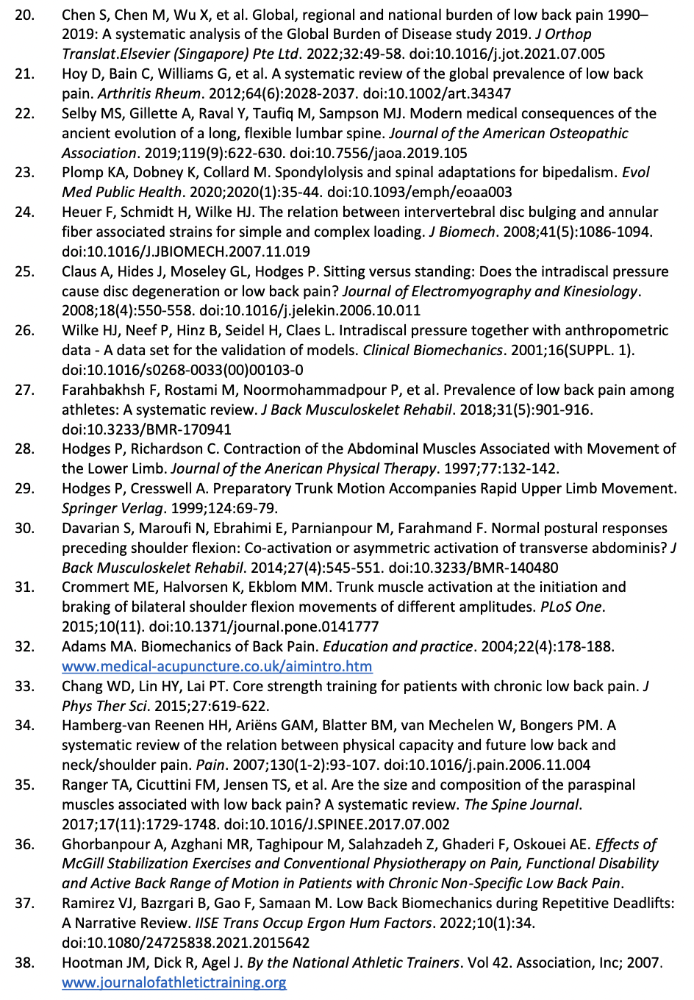 20. Chen S, Chen M, Wu X, et al. Global, regional and national burden of low back pain 1990–
2019: A systematic analysis of the Global Burden of Disease study 2019. J Orthop
Translat.Elsevier (Singapore) Pte Ltd. 2022;32:49-58. doi:10.1016/j.jot.2021.07.005
21. Hoy D, Bain C, Williams G, et al. A systematic review of the global prevalence of low back
pain. Arthritis Rheum. 2012;64(6):2028-2037. doi:10.1002/art.34347
22. Selby MS, Gillette A, Raval Y, Taufiq M, Sampson MJ. Modern medical consequences of the
ancient evolution of a long, flexible lumbar spine. Journal of the American Osteopathic
Association. 2019;119(9):622-630. doi:10.7556/jaoa.2019.105
23. Plomp KA, Dobney K, Collard M. Spondylolysis and spinal adaptations for bipedalism. Evol
Med Public Health. 2020;2020(1):35-44. doi:10.1093/emph/eoaa003
24. Heuer F, Schmidt H, Wilke HJ. The relation between intervertebral disc bulging and annular
fiber associated strains for simple and complex loading. J Biomech. 2008;41(5):1086-1094.
doi:10.1016/J.JBIOMECH.2007.11.019
25. Claus A, Hides J, Moseley GL, Hodges P. Sitting versus standing: Does the intradiscal pressure
cause disc degeneration or low back pain? Journal of Electromyography and Kinesiology.
2008;18(4):550-558. doi:10.1016/j.jelekin.2006.10.011
26. Wilke HJ, Neef P, Hinz B, Seidel H, Claes L. Intradiscal pressure together with anthropometric
data - A data set for the validation of models. Clinical Biomechanics. 2001;16(SUPPL. 1).
doi:10.1016/s0268-0033(00)00103-0
27. Farahbakhsh F, Rostami M, Noormohammadpour P, et al. Prevalence of low back pain among
athletes: A systematic review. J Back Musculoskelet Rehabil. 2018;31(5):901-916.
doi:10.3233/BMR-170941
28. Hodges P, Richardson C. Contraction of the Abdominal Muscles Associated with Movement of
the Lower Limb. Journal of the Anerican Physical Therapy. 1997;77:132-142.
29. Hodges P, Cresswell A. Preparatory Trunk Motion Accompanies Rapid Upper Limb Movement.
Springer Verlag. 1999;124:69-79.
30. Davarian S, Maroufi N, Ebrahimi E, Parnianpour M, Farahmand F. Normal postural responses
preceding shoulder flexion: Co-activation or asymmetric activation of transverse abdominis? J
Back Musculoskelet Rehabil. 2014;27(4):545-551. doi:10.3233/BMR-140480
31. Crommert ME, Halvorsen K, Ekblom MM. Trunk muscle activation at the initiation and
braking of bilateral shoulder flexion movements of different amplitudes. PLoS One.
2015;10(11). doi:10.1371/journal.pone.0141777
32. Adams MA. Biomechanics of Back Pain. Education and practice. 2004;22(4):178-188.
www.medical-acupuncture.co.uk/aimintro.htm
33. Chang WD, Lin HY, Lai PT. Core strength training for patients with chronic low back pain. J
Phys Ther Sci. 2015;27:619-622.
34. Hamberg-van Reenen HH, Ariëns GAM, Blatter BM, van Mechelen W, Bongers PM. A
systematic review of the relation between physical capacity and future low back and
neck/shoulder pain. Pain. 2007;130(1-2):93-107. doi:10.1016/j.pain.2006.11.004
35. Ranger TA, Cicuttini FM, Jensen TS, et al. Are the size and composition of the paraspinal
muscles associated with low back pain? A systematic review. The Spine Journal.
2017;17(11):1729-1748. doi:10.1016/J.SPINEE.2017.07.002
36. Ghorbanpour A, Azghani MR, Taghipour M, Salahzadeh Z, Ghaderi F, Oskouei AE. Effects of
McGill Stabilization Exercises and Conventional Physiotherapy on Pain, Functional Disability
and Active Back Range of Motion in Patients with Chronic Non-Specific Low Back Pain.
37. Ramirez VJ, Bazrgari B, Gao F, Samaan M. Low Back Biomechanics during Repetitive Deadlifts:
A Narrative Review. IISE Trans Occup Ergon Hum Factors. 2022;10(1):34.
doi:10.1080/24725838.2021.2015642
38. Hootman JM, Dick R, Agel J. By the National Athletic Trainers. Vol 42. Association, Inc; 2007.
www.journalofathletictraining.org